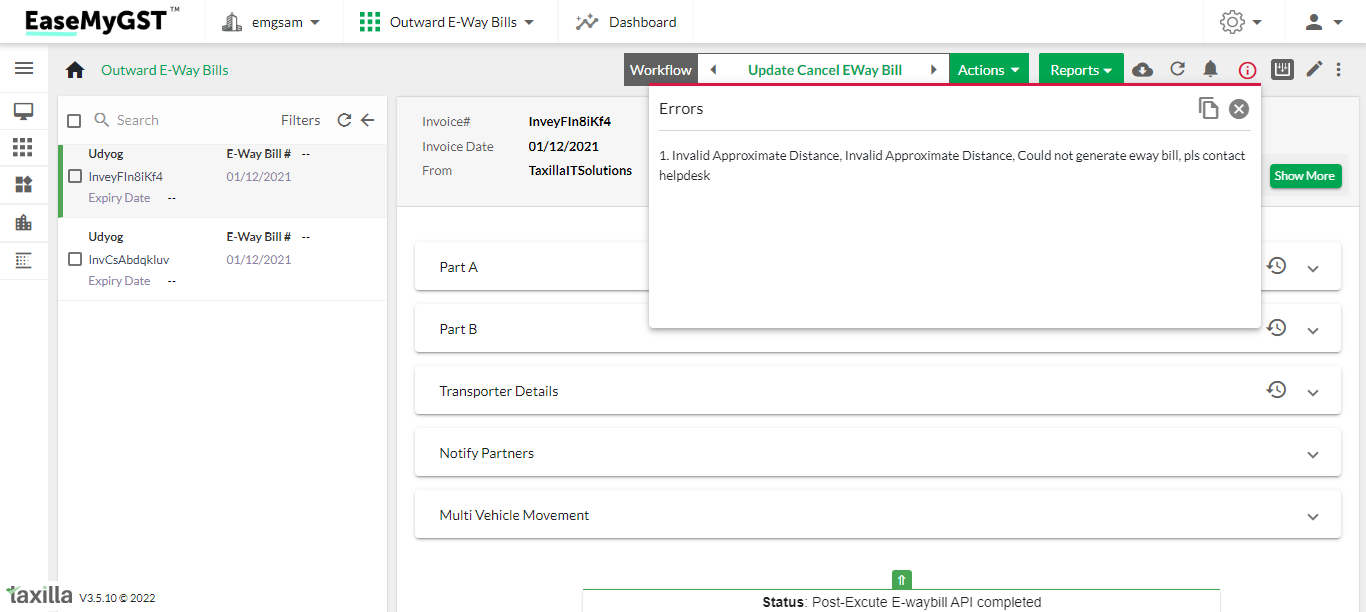 EaseMyGST ™
emgsam
Outward E-Way Bills
Dashboard
Outward E-Way Bills
Workflow
Update Cancel EWay Bill
Actions
Reports
Search
Filters
Udyog E-Way Bill # --
InveyFIn8iKf4 01/12/2021
Expiry Date --
Udyog E-Way Bill # --
InvCsAbdqkIuv 01/12/2021
Expiry Date --
Invoice# InveyFIn8iKf4
Invoice Date 01/12/2021
From TaxillaITSolutions
Errors
1. Invalid Approximate Distance, Invalid Approximate Distance, Could not generate eway bill, pls contact
helpdesk
Show More
Part A
Part B
Transporter Details
Notify Partners
Multi Vehicle Movement
Status: Post-Excute E-waybill API completed
taxilla V3.5.10 © 2022